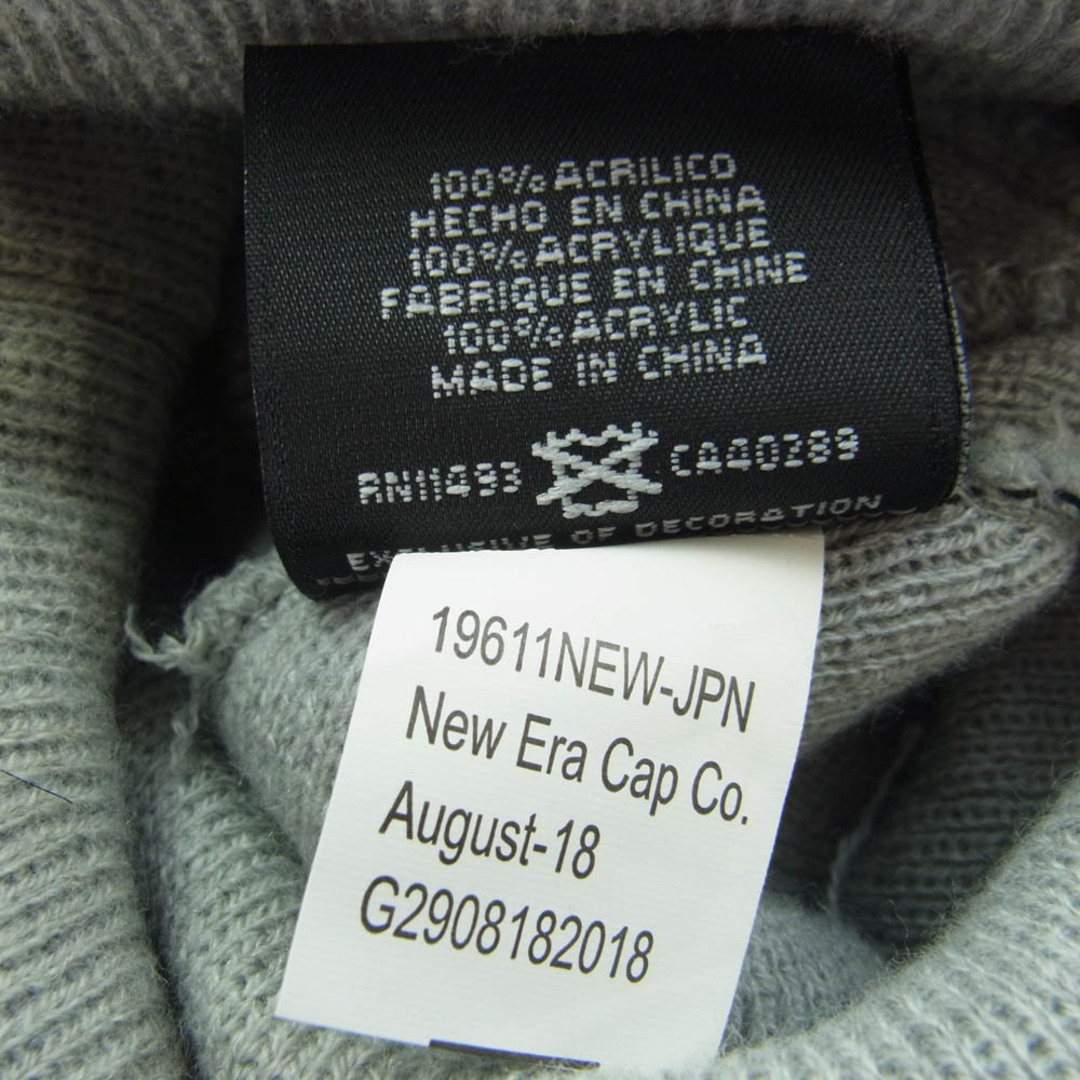 100% ACRILICO
HECHO EN CHINA
100% ACRYLIQUE
FABRIQUE EN CHINE
100% ACRYLIC
MADE IN CHINA
RN11493 CA40289
EXCLUSIVE OF DECORATION
19611NEW-JPN
New Era Cap Co.
August-18
G2908182018